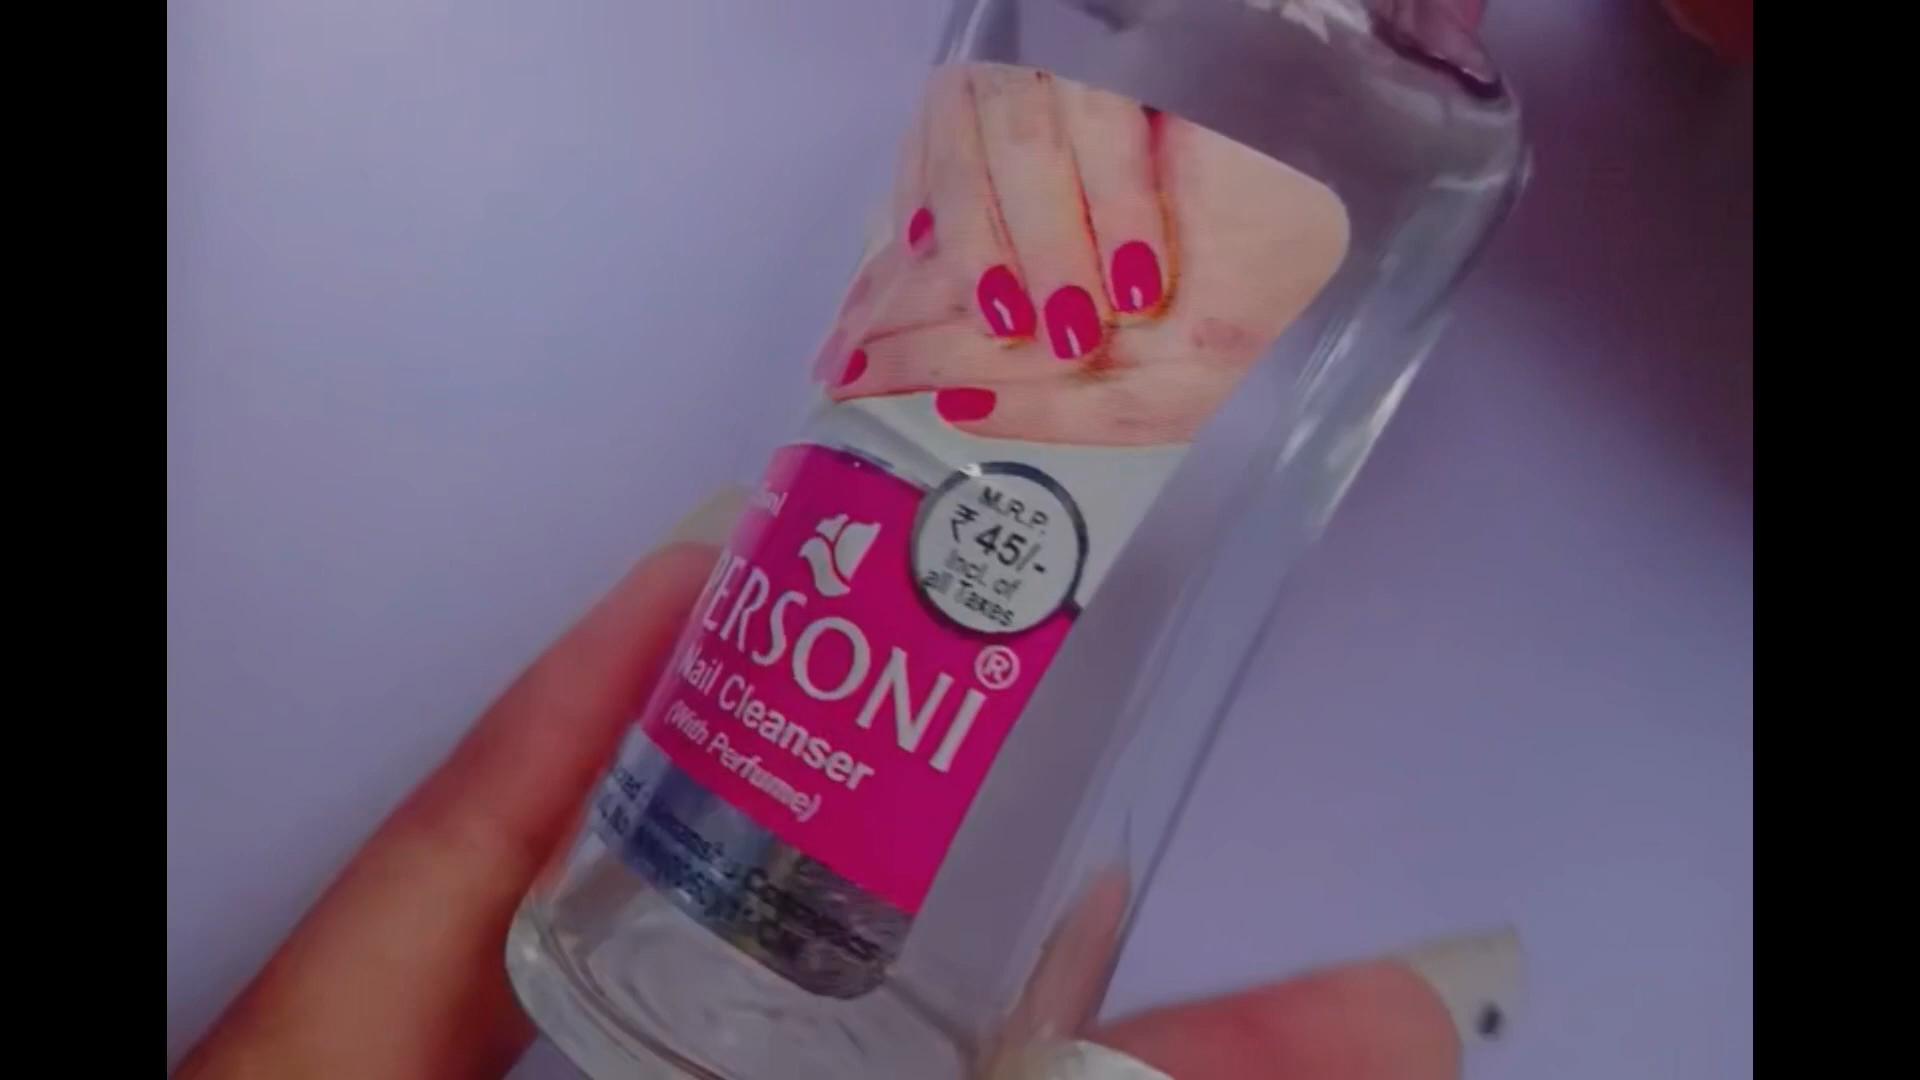 M.R.P.
₹ 45/-
Incl. of
all Taxes
PERSONI®
Nail Cleanser
(With Perfume)